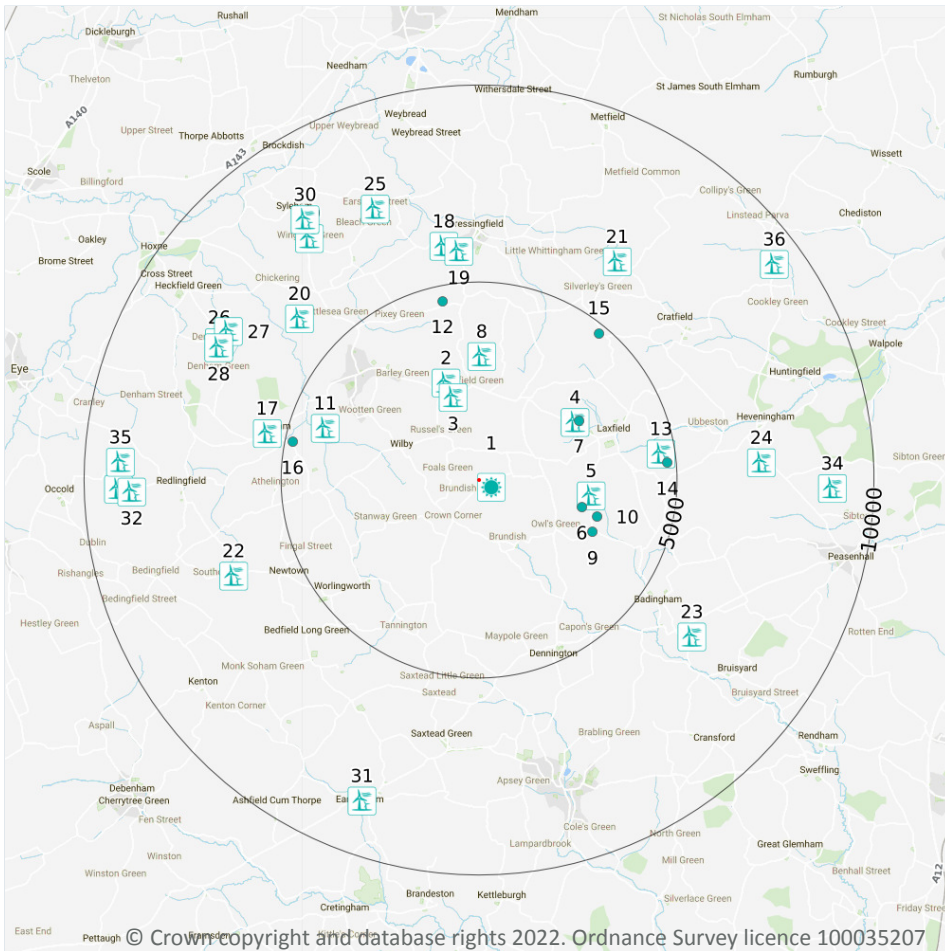 Mendham
Rushall
St Nicholas South Elmham
Dickleburgh
Needham
Rumburgh
Thelveton
Withersdale Street
St James South Elmham
A140
Weybread
Metfield
Upper Street
Thorpe Abbotts
Upper Weybread
Weybread Street
Brockdish
Wissett
A143
Scole
Billingford
Metfield Common
30
25
Collipy's Green
18
Linstead Parva
Chediston
Oakley
Hoxne
21
36
Brome Street
Little Whittingham Green
Cross Street
Heckfield Green
Chickering
19
Silverley's Green
Cookley Green
20
15
Pixey Green
Cratfield
Cookley Street
26
27
12
8
Walpole
Denham Green
28
2
Eye
Barley Green
Huntingfield
Cranley
Denham Street
4
Wootten Green
17
11
Ubbeston
Heveningham
3
Russel's Green
Laxfield
13
35
Wilby
1
7
24
Sibton Green
16
Foals Green
5
34
Occold
Redlingfield
Athelington
Brundish
14
32
Stanway Green
Crown Corner
10
5000
10000
Owl's Green
6
Dublin
Brundish
Fingal Street
9
Peasenhall
22
Rishangles
Bedingfield
Newtown
Worlingworth
Bedingfield Street
Badingham
Hestley Green
Tannington
Capon's Green
23
Rotten End
Bedfield Long Green
Maypole Green
Dennington
Monk Soham Green
Bruisyard
Kenton
Saxtead Little Green
Saxtead
Bruisyard Street
Kenton Corner
Aspall
Saxtead Green
Brabling Green
Cransford
Rendham
31
Sweffling
Apsey Green
Debenham
Cherrytree Green
Ashfield Cum Thorpe
Fen Street
Cole's Green
North Green
Lampardbrook
Great Glemham
Winston
Mill Green
Winston Green
Benhall Street
A12
Brandeston
Kettleburgh
Silverlace Green
Cretingham
Friday Street
East End
Pettaugh
Framsden
© Crown copyright and database rights 2022. Ordnance Survey licence 100035207